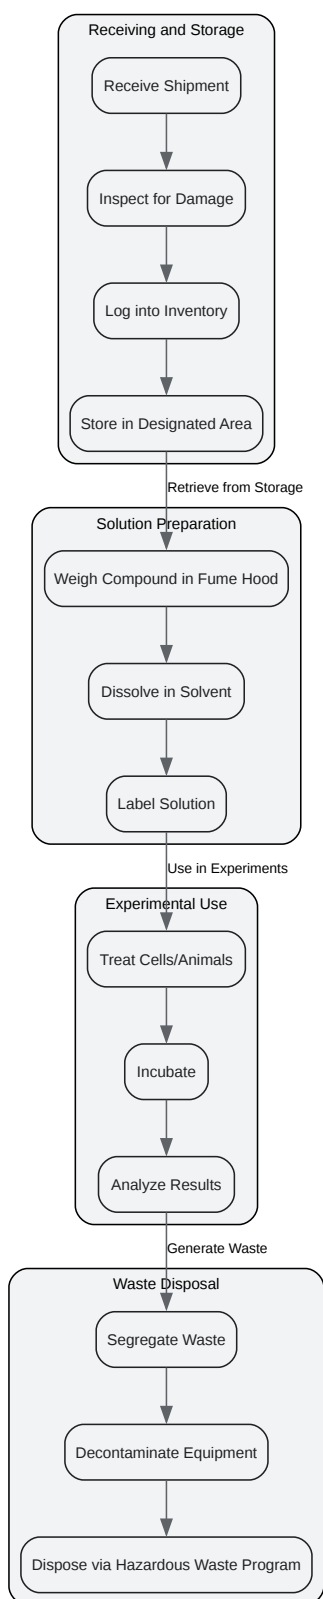 Receiving and Storage
Receive Shipment
Inspect for Damage
Log into Inventory
Store in Designated Area
Retrieve from Storage
Solution Preparation
Weigh Compound in Fume Hood
Dissolve in Solvent
Label Solution
Use in Experiments
Experimental Use
Treat Cells/Animals
Incubate
Analyze Results
Generate Waste
Waste Disposal
Segregate Waste
Decontaminate Equipment
Dispose via Hazardous Waste Program